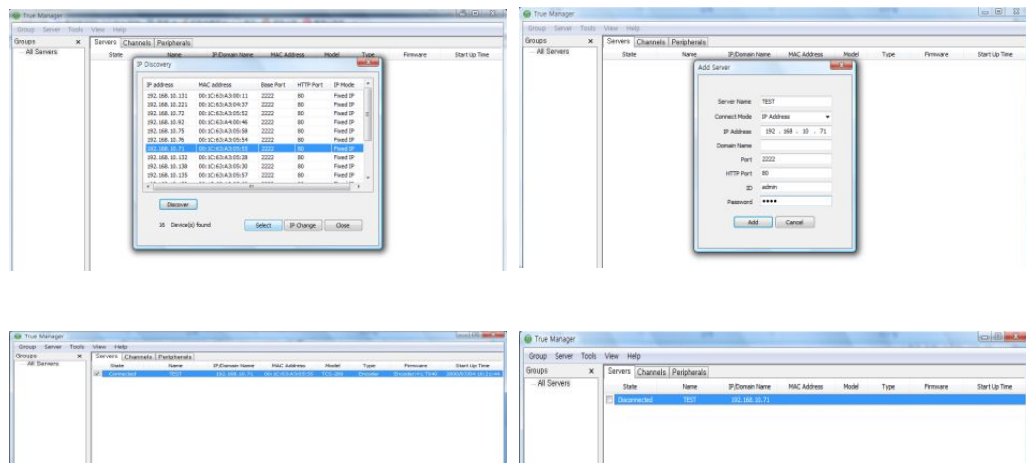 True Manager
Group Server Tools View Help
Groups x Servers Channels Peripherals
All Servers State Name IP/Domain Name MAC Address Model Type Firmware Start Up Time
IP Discovery
IP address MAC address Base Port HTTP Port IP Mode
192.168.10.131 00:1C:63:A3:00:11 2222 80 Fixed IP
192.168.10.221 00:1C:63:A3:04:37 2222 80 Fixed IP
192.168.10.72 00:1C:63:A3:05:52 2222 80 Fixed IP
192.168.10.92 00:1C:63:A4:00:46 2222 80 Fixed IP
192.168.10.75 00:1C:63:A3:05:58 2222 80 Fixed IP
192.168.10.76 00:1C:63:A3:05:54 2222 80 Fixed IP
192.168.10.71 00:1C:63:A3:05:55 2222 80 Fixed IP
192.168.10.132 00:1C:63:A3:05:28 2222 80 Fixed IP
192.168.10.138 00:1C:63:A3:05:30 2222 80 Fixed IP
192.168.10.135 00:1C:63:A3:05:57 2222 80 Fixed IP
Discover
16 Device(s) found Select IP Change Close
True Manager
Group Server Tools View Help
Groups x Servers Channels Peripherals
All Servers State Name IP/Domain Name MAC Address Model Type Firmware Start Up Time
Add Server
Server Name TEST
Connect Mode IP Address
IP Address 192 . 168 . 10 . 71
Domain Name
Port 2222
HTTP Port 80
ID admin
Password ●●●●
Add Cancel
True Manager
Group Server Tools View Help
Groups x Servers Channels Peripherals
All Servers State Name IP/Domain Name MAC Address Model Type Firmware Start Up Time
Connected TEST 192.168.10.71 00:1C:63:A3:05:55 Encoder
True Manager
Group Server Tools View Help
Groups x Servers Channels Peripherals
All Servers State Name IP/Domain Name MAC Address Model Type Firmware Start Up Time
Disconnected TEST 192.168.10.71